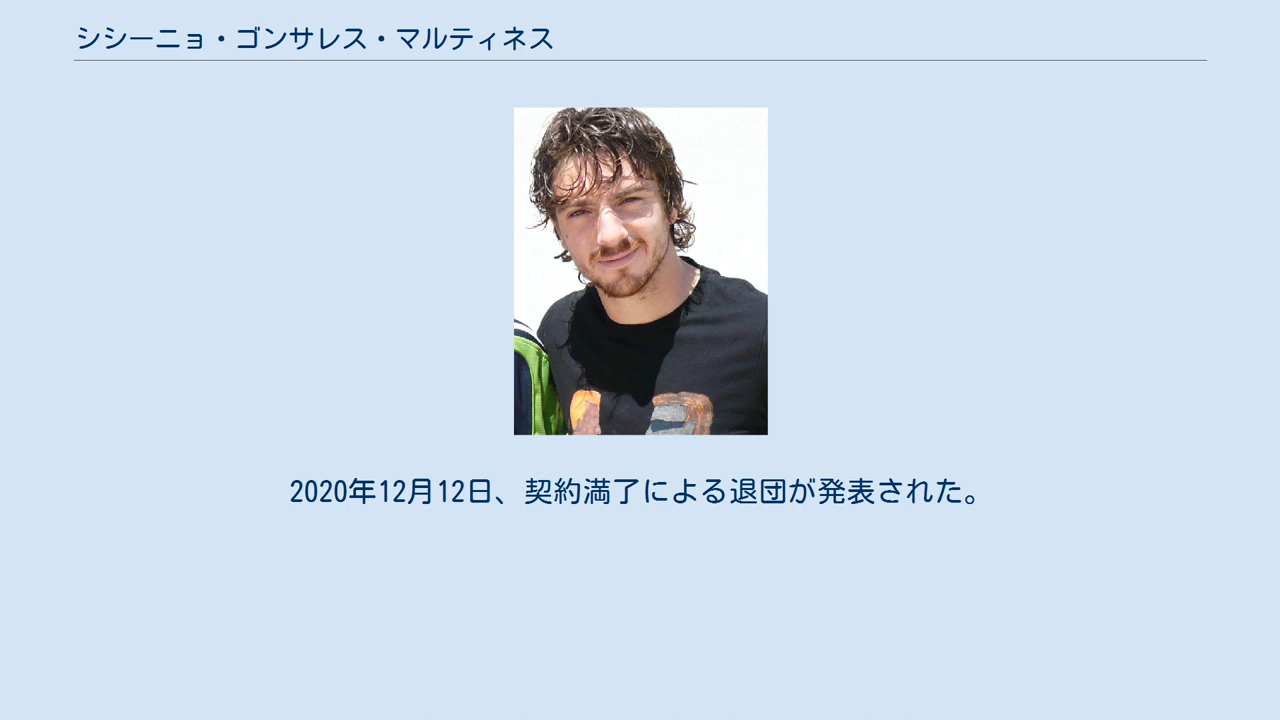 シシーニョ・ゴンサレス・マルティネス
2020年12月12日、契約満了による退団が発表された。